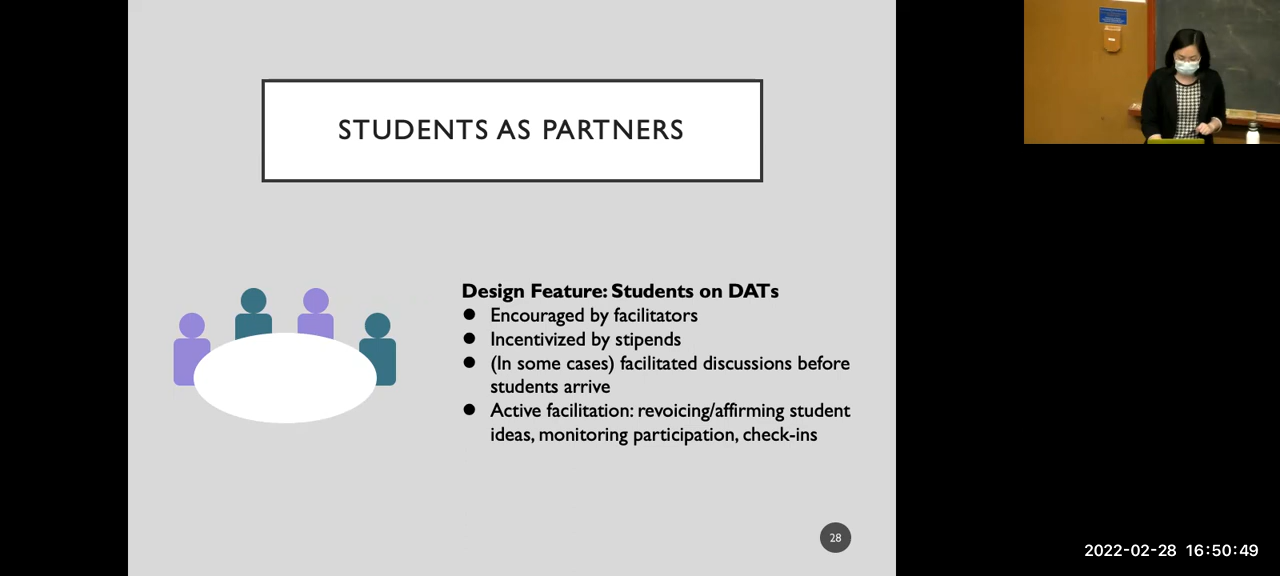 STUDENTS AS PARTNERS
Design Feature: Students on DATs
● Encouraged by facilitators
● Incentivized by stipends
● (In some cases) facilitated discussions before
students arrive
● Active facilitation: revoicing/affirming student
ideas, monitoring participation, check-ins
28
2022-02-28 16:50:49